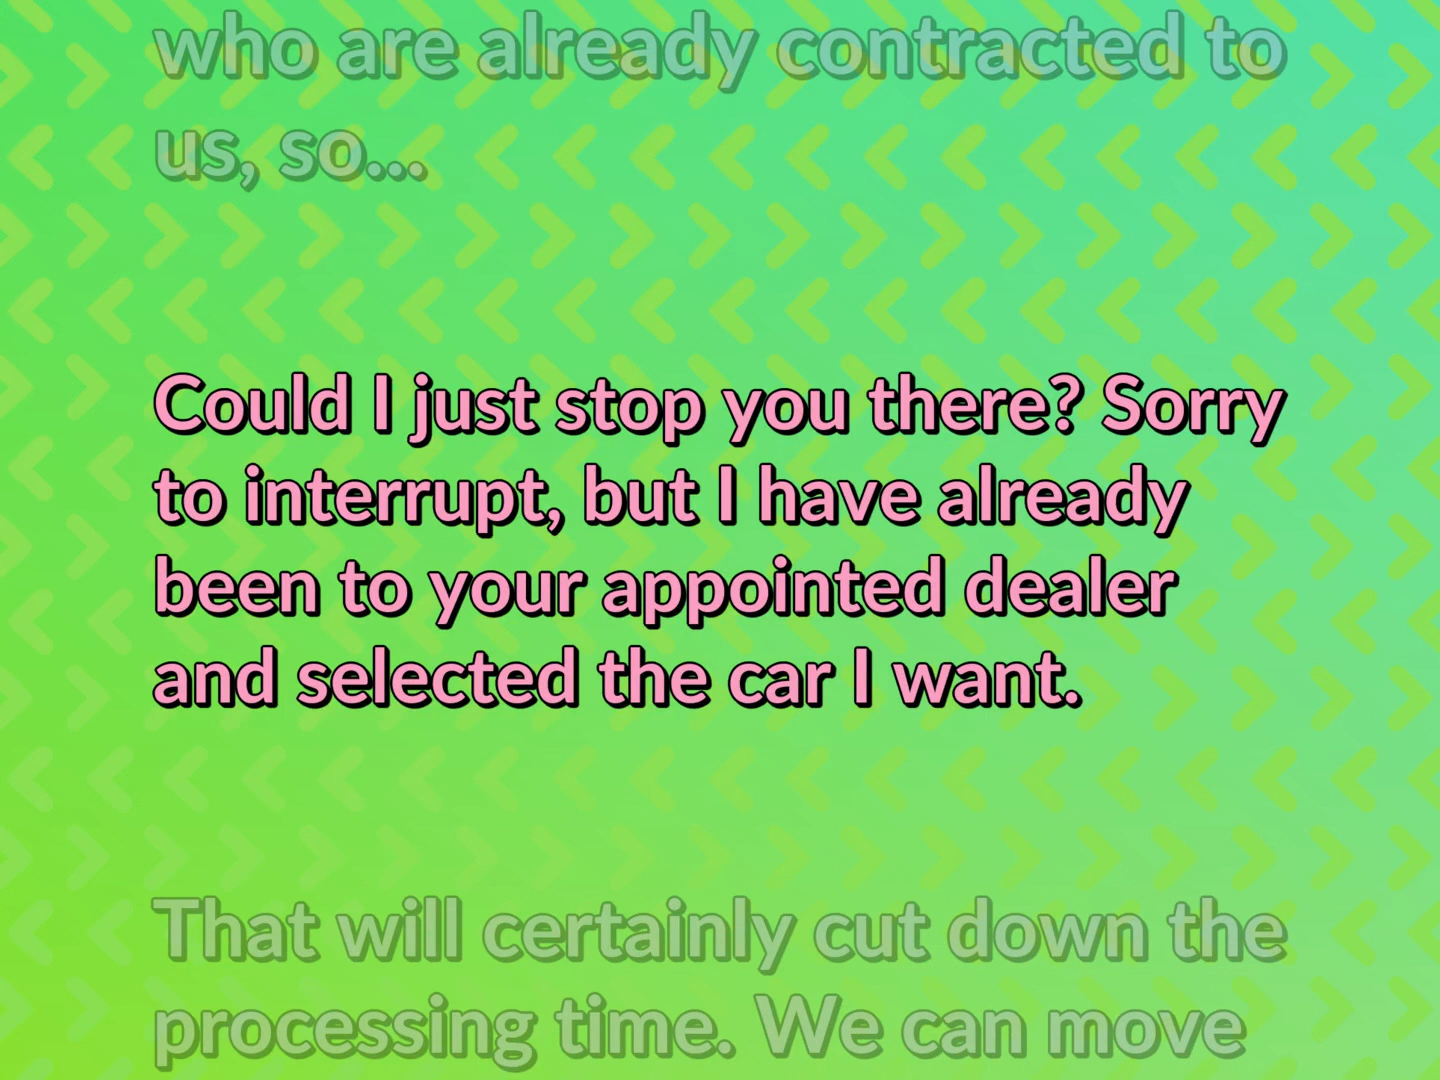 who are already contracted to
us, so...
Could I just stop you there? Sorry
to interrupt, but I have already
been to your appointed dealer
and selected the car I want.
That will certainly cut down the
processing time. We can move